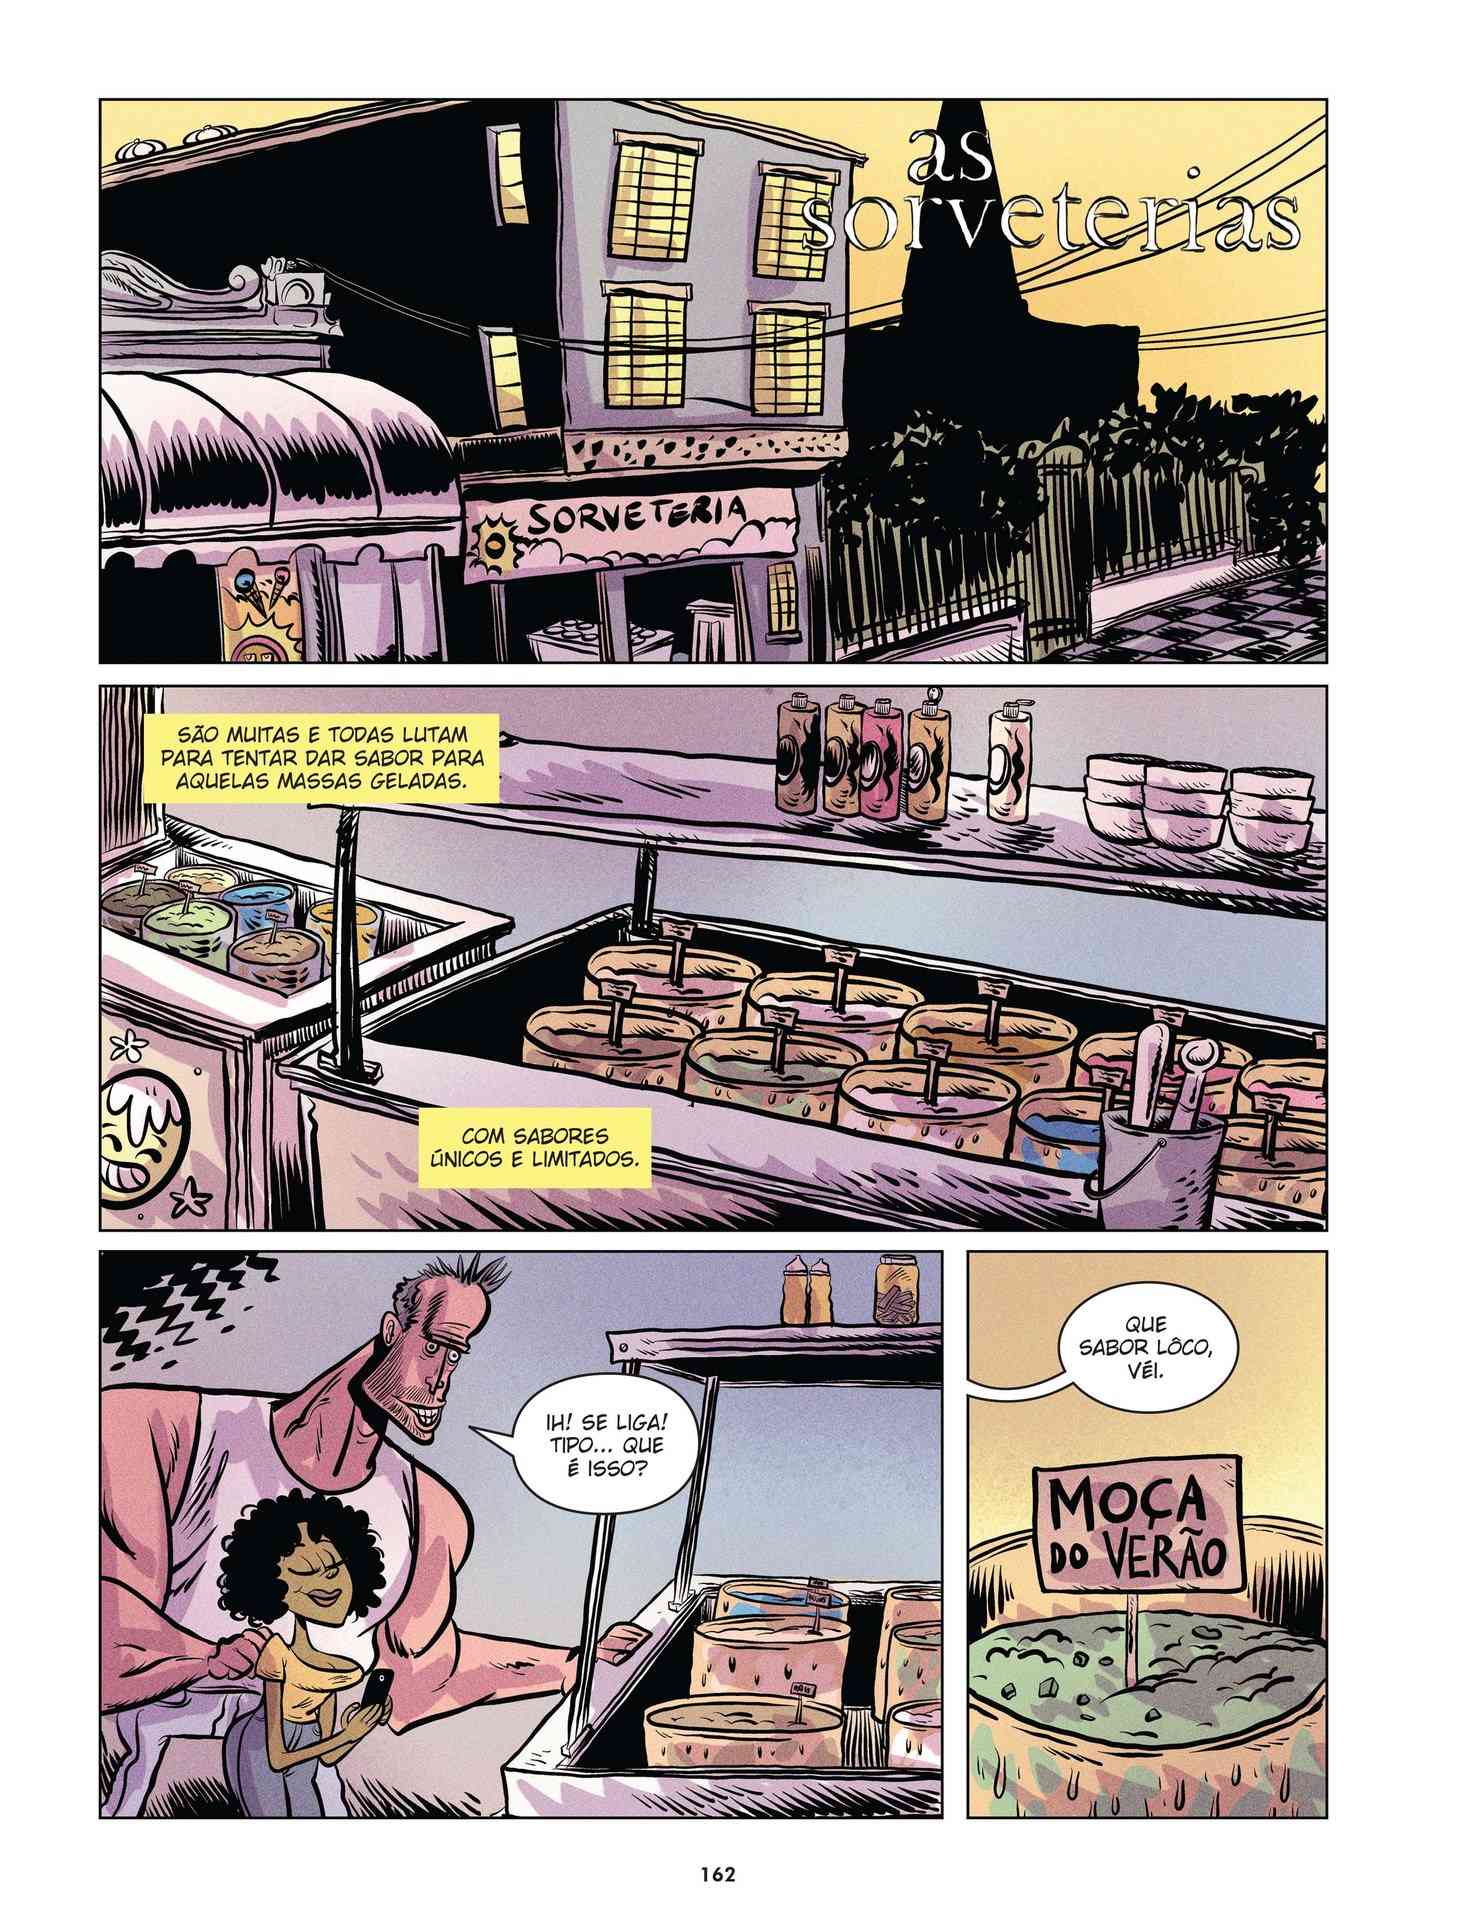 as
sorveterias
SORVETERIA
SÃO MUITAS E TODAS LUTAM
PARA TENTAR DAR SABOR PARA
AQUELAS MASSAS GELADAS.
COM SABORES
ÚNICOS E LIMITADOS.
IH! SE LIGA!
TIPO... QUE
É ISSO?
QUE
SABOR LÔCO,
VÉI.
MOÇA
DO VERÃO
162